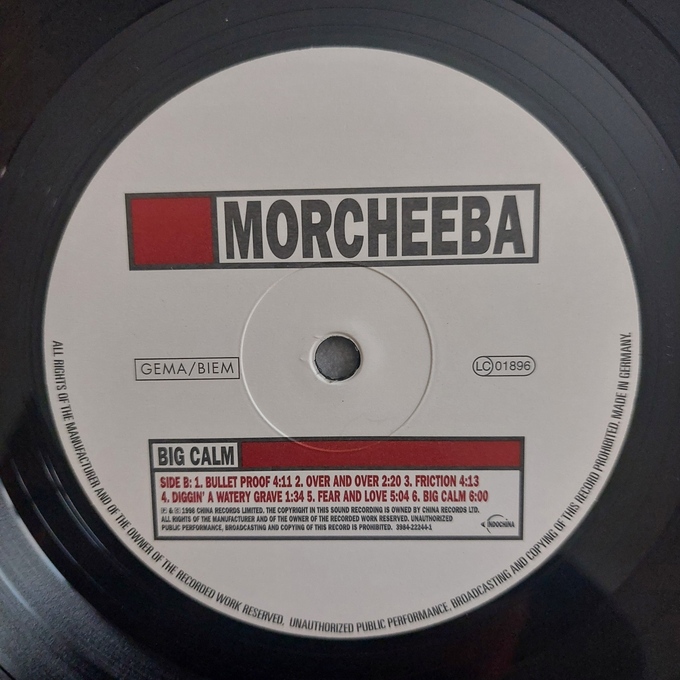 MORCHEEBA
GEMA/BIEM
LC 01896
BIG CALM
SIDE B: 1. BULLET PROOF 4:11 2. OVER AND OVER 2:20 3. FRICTION 4:13
4. DIGGIN' A WATERY GRAVE 1:34 5. FEAR AND LOVE 5:04 6. BIG CALM 6:00
℗ & © 1998 CHINA RECORDS LIMITED. THE COPYRIGHT IN THIS SOUND RECORDING IS OWNED BY CHINA RECORDS LTD.
ALL RIGHTS OF THE MANUFACTURER AND OF THE OWNER OF THE RECORDED WORK RESERVED. UNAUTHORIZED
PUBLIC PERFORMANCE, BROADCASTING AND COPYING OF THIS RECORD IS PROHIBITED. 3984-22244-1
INDOCHINA
ALL RIGHTS OF THE MANUFACTURER AND OF THE OWNER OF THE RECORDED WORK RESERVED. UNAUTHORIZED PUBLIC PERFORMANCE, BROADCASTING AND COPYING OF THIS RECORD PROHIBITED. MADE IN GERMANY.